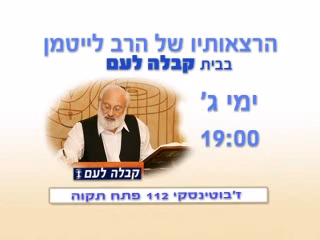 הרצאותיו של הרב לייטמן
בבית קבלה לעם
ימי ג'
19:00
קבלה לעם
ז'בוטינסקי 112 פתח תקוה